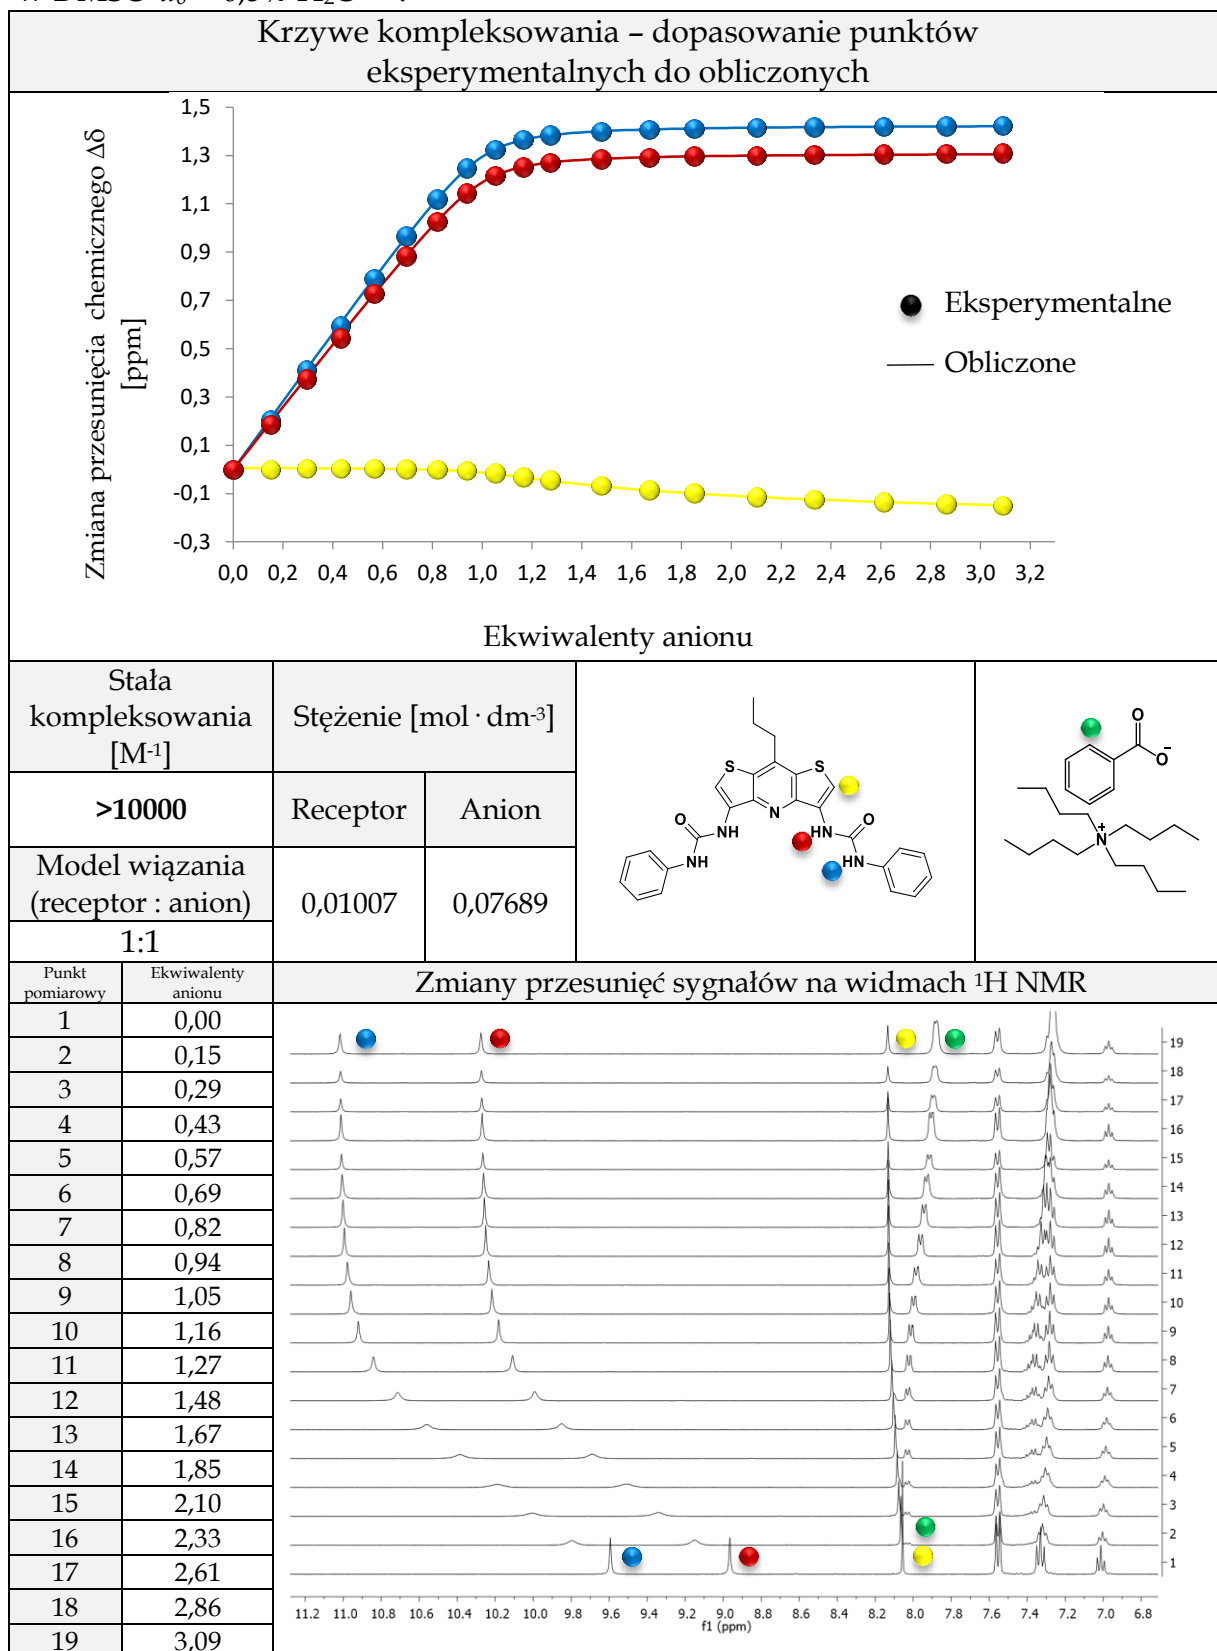 W DMSO-d₆ + 0,5% H₂O
Krzywe kompleksowania – dopasowanie punktów
eksperymentalnych do obliczonych
Zmiana przesunięcia chemicznego Δδ
[ppm]
1,5
1,3
1,1
0,9
0,7
0,5
0,3
0,1
-0,1
-0,3
Eksperymentalne
Obliczone
0,0 0,2 0,4 0,6 0,8 1,0 1,2 1,4 1,6 1,8 2,0 2,2 2,4 2,6 2,8 3,0 3,2
Ekwiwalenty anionu
Stała
kompleksowania
[M⁻¹]
Stężenie [mol · dm⁻³]
>10000
Receptor
Anion
Model wiązania
(receptor : anion)
0,01007
0,07689
1:1
S S
N
O NH HN O
NH HN
O
O⁻
N⁺
Punkt
pomiarowy
Ekwiwalenty
anionu
Zmiany przesunięć sygnałów na widmach ¹H NMR
1 0,00
2 0,15
3 0,29
4 0,43
5 0,57
6 0,69
7 0,82
8 0,94
9 1,05
10 1,16
11 1,27
12 1,48
13 1,67
14 1,85
15 2,10
16 2,33
17 2,61
18 2,86
19 3,09
19
18
17
16
15
14
13
12
11
10
9
8
7
6
5
4
3
2
1
11.2 11.0 10.8 10.6 10.4 10.2 10.0 9.8 9.6 9.4 9.2 9.0 8.8 8.6 8.4 8.2 8.0 7.8 7.6 7.4 7.2 7.0 6.8
f1 (ppm)